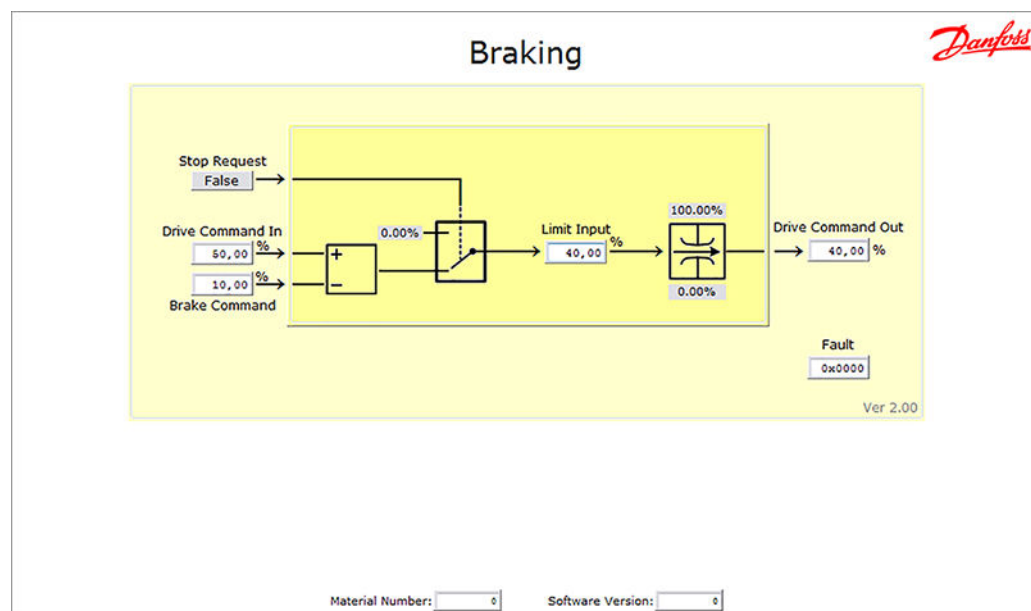 Braking
Danfoss
Stop Request
False
Drive Command In
50,00 %
10,00 %
Brake Command
+
−
0.00%
Limit Input
40,00 %
100.00%
0.00%
Drive Command Out
40,00 %
Fault
0x0000
Ver 2.00
Material Number: 0 Software Version: 0